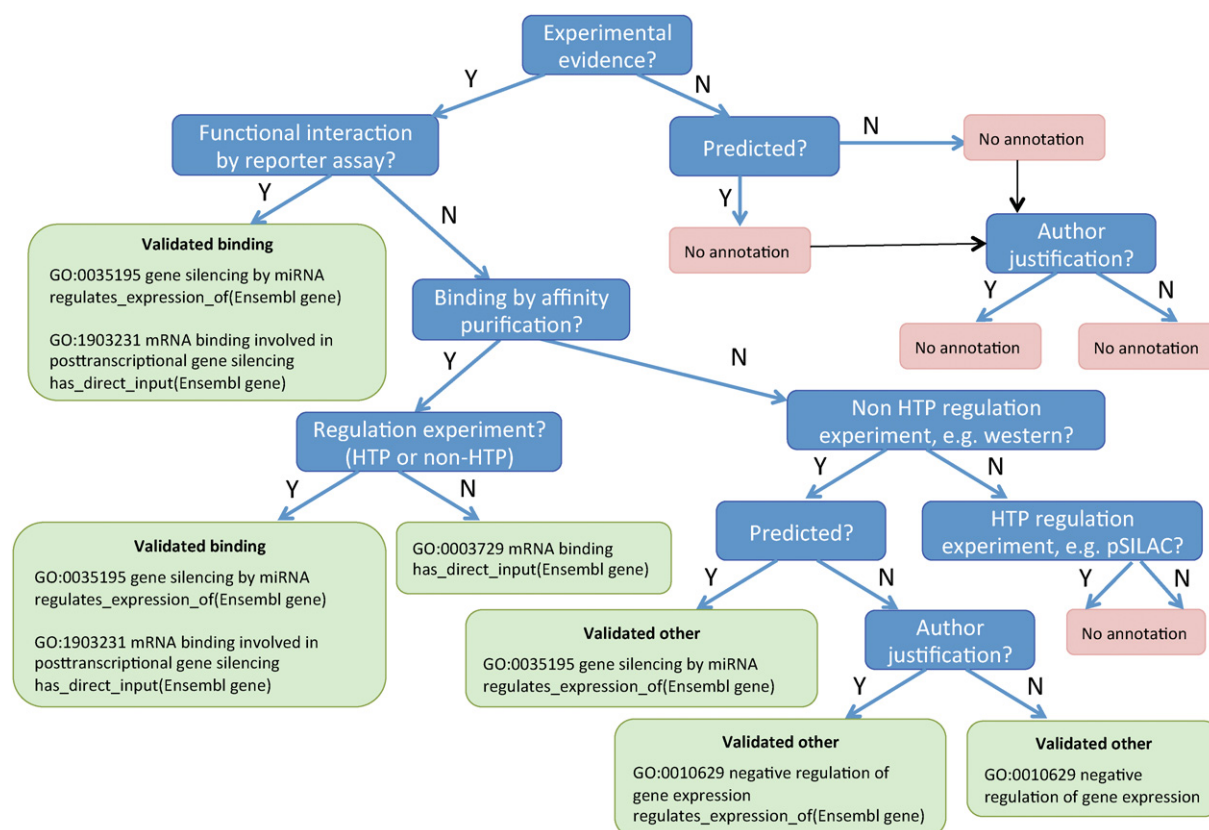 Experimental
evidence?
Y
N
Functional interaction
by reporter assay?
Predicted?
N
No annotation
Y
N
Y
Validated binding
GO:0035195 gene silencing by miRNA
regulates_expression_of(Ensembl gene)
GO:1903231 mRNA binding involved in
posttranscriptional gene silencing
has_direct_input(Ensembl gene)
No annotation
Author
justification?
Y
N
No annotation
No annotation
Binding by affinity
purification?
Y
N
Regulation experiment?
(HTP or non-HTP)
Non HTP regulation
experiment, e.g. western?
Y
N
Y
N
Validated binding
GO:0035195 gene silencing by miRNA
regulates_expression_of(Ensembl gene)
GO:1903231 mRNA binding involved in
posttranscriptional gene silencing
has_direct_input(Ensembl gene)
GO:0003729 mRNA binding
has_direct_input(Ensembl gene)
Predicted?
HTP regulation
experiment, e.g. pSILAC?
Y
N
Y
N
No annotation
Validated other
GO:0035195 gene silencing by miRNA
regulates_expression_of(Ensembl gene)
Author
justification?
Y
N
Validated other
GO:0010629 negative regulation of
gene expression
regulates_expression_of(Ensembl gene)
Validated other
GO:0010629 negative
regulation of gene expression